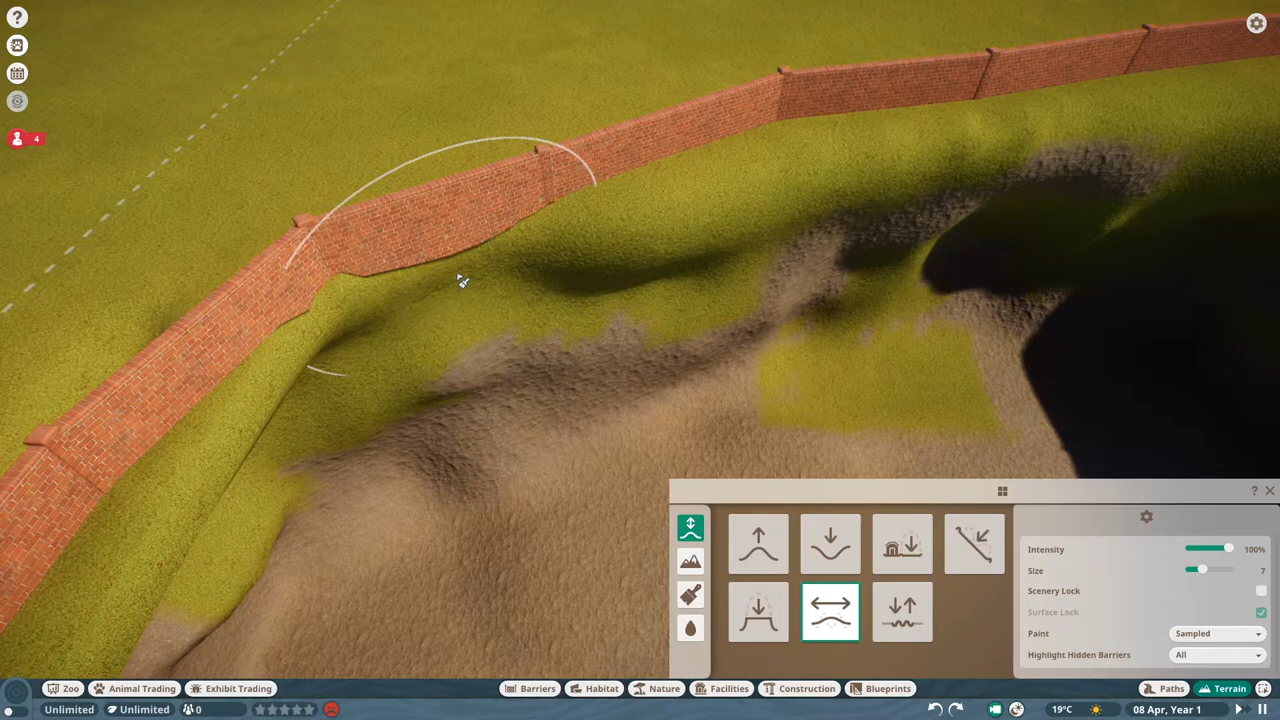 ?
4
?
Intensity 100%
Size 7
Scenery Lock
Surface Lock
Paint Sampled
Highlight Hidden Barriers All
Zoo Animal Trading Exhibit Trading Barriers Habitat Nature Facilities Construction Blueprints Paths Terrain
Unlimited Unlimited 0 19°C 08 Apr, Year 1